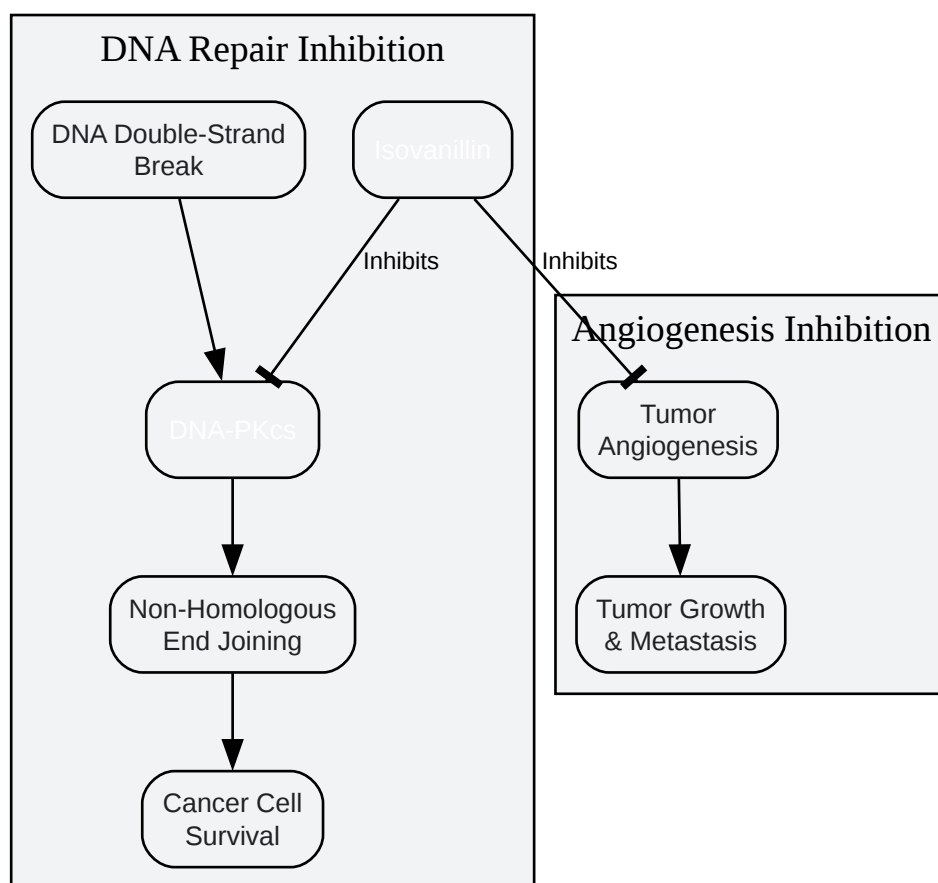 DNA Repair Inhibition
DNA Double-Strand
Break
Isovanillin
Inhibits
Inhibits
Angiogenesis Inhibition
DNA-PKcs
Tumor
Angiogenesis
Non-Homologous
End Joining
Tumor Growth
& Metastasis
Cancer Cell
Survival